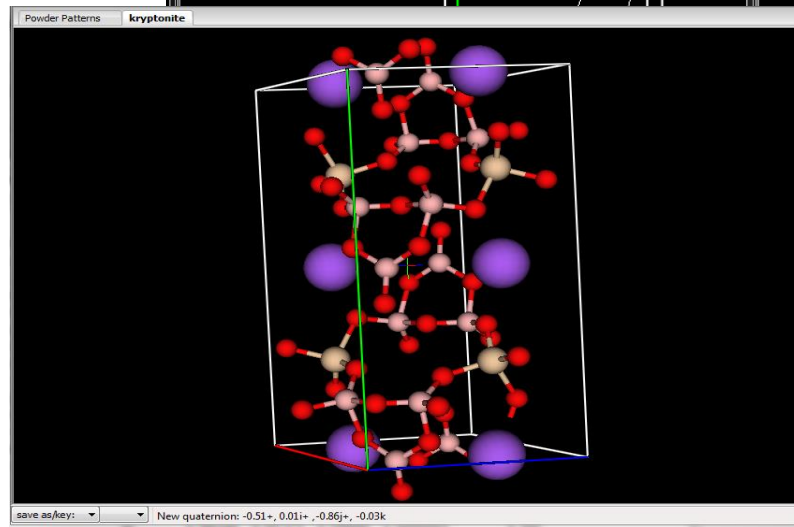 Powder Patterns kryptonite
save as/key: New quaternion: -0.51+, 0.01i+ ,-0.86j+, -0.03k